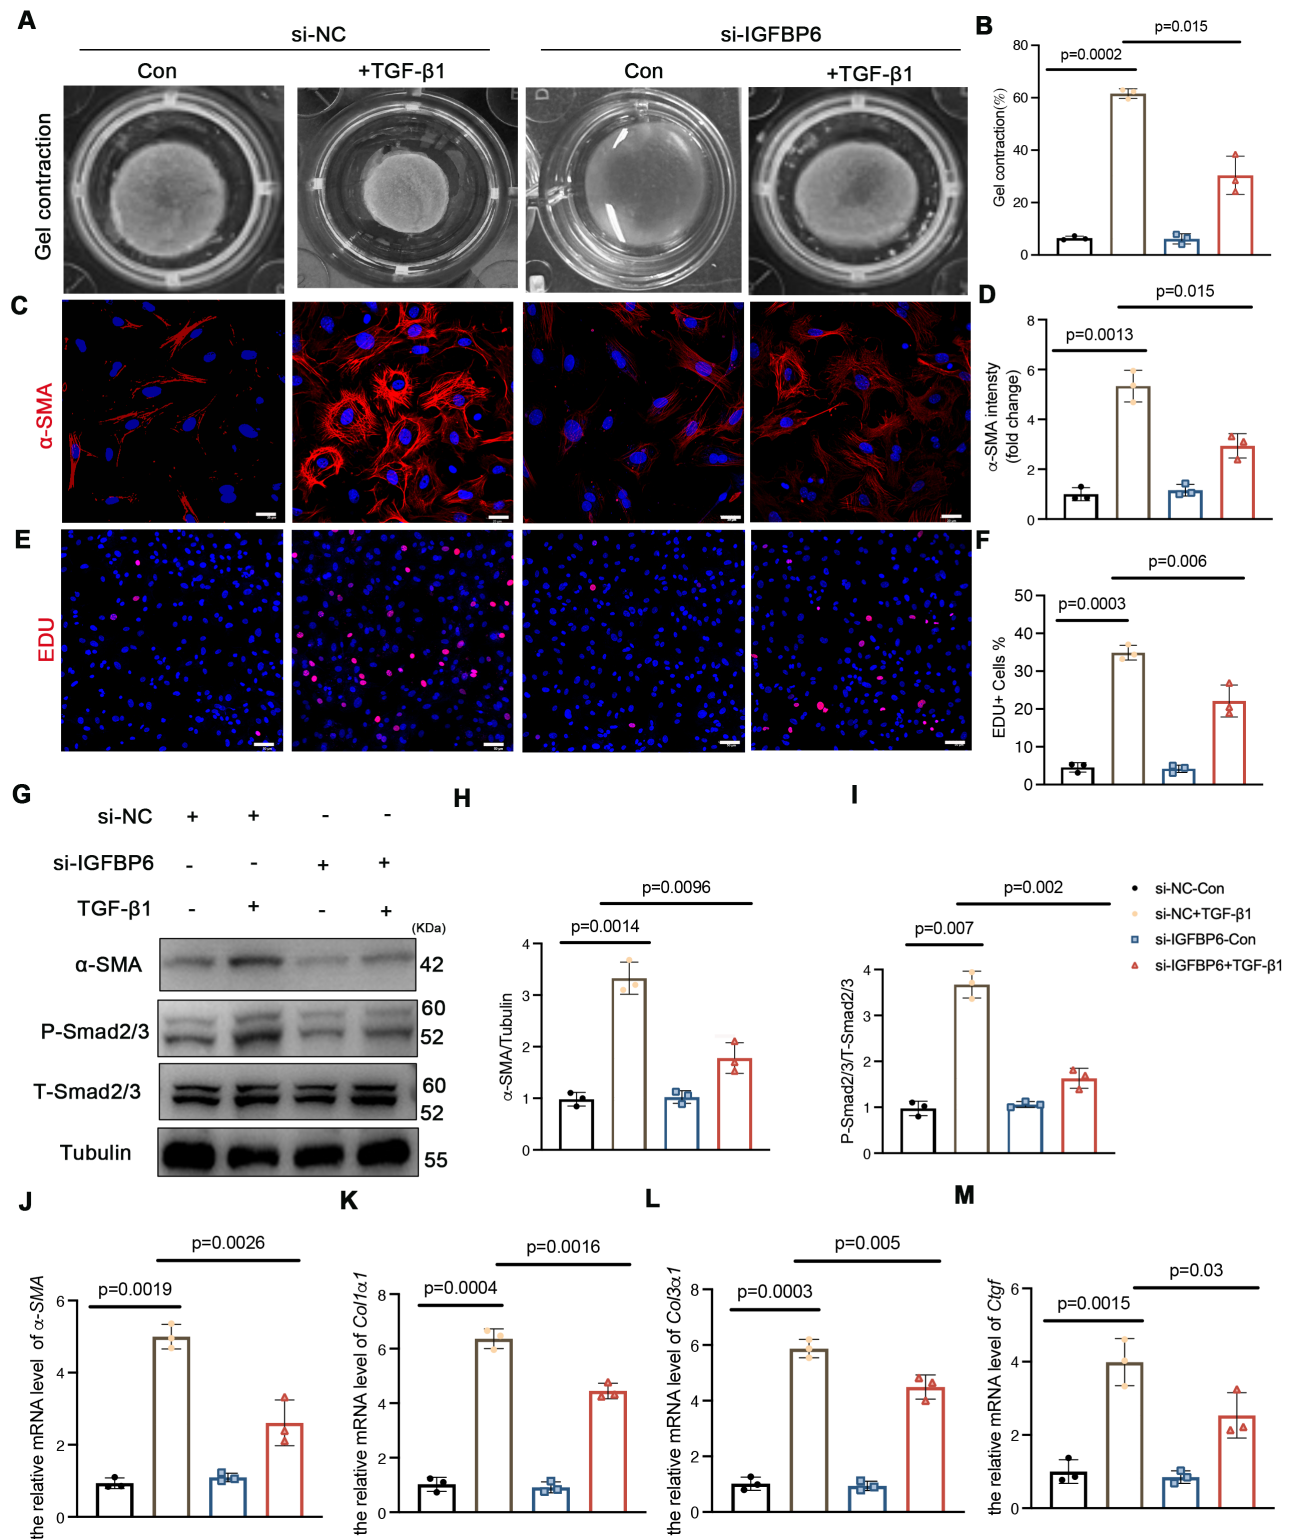 A
si-NC
si-IGFBP6
Con
+TGF-β1
Con
+TGF-β1
Gel contraction
B
p=0.015
p=0.0002
80
60
40
20
0
Gel contraction(%)
C
α-SMA
D
p=0.015
p=0.0013
8
6
4
2
0
α-SMA intensty
(fold change)
E
EDU
F
p=0.006
p=0.0003
50
40
30
20
10
0
EDU+ Cells %
G
si-NC + + - -
si-IGFBP6 - - + +
TGF-β1 - + - +
(KDa)
α-SMA 42
P-Smad2/3 60
52
T-Smad2/3 60
52
Tubulin 55
H
p=0.0096
p=0.0014
4
3
2
1
0
α-SMA/Tubulin
I
p=0.002
p=0.007
4
3
2
1
0
P-Smad2/3/T-Smad2/3
si-NC-Con
si-NC+TGF-β1
si-IGFBP6-Con
si-IGFBP6+TGF-β1
J
p=0.0026
p=0.0019
6
4
2
0
the relative mRNA level of α-SMA
K
p=0.0016
p=0.0004
8
6
4
2
0
the relative mRNA level of Col1α1
L
p=0.005
p=0.0003
8
6
4
2
0
the relative mRNA level of Col3α1
M
p=0.03
p=0.0015
6
4
2
0
the relative mRNA level of Ctgf